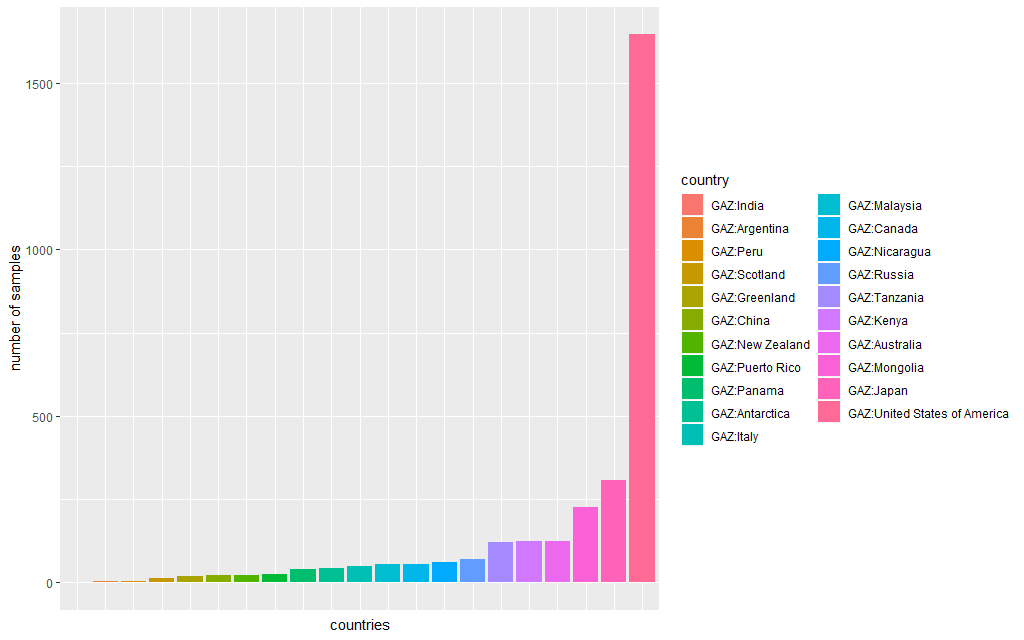 number of samples
1500
1000
500
0
countries
country
GAZ:India
GAZ:Argentina
GAZ:Peru
GAZ:Scotland
GAZ:Greenland
GAZ:China
GAZ:New Zealand
GAZ:Puerto Rico
GAZ:Panama
GAZ:Antarctica
GAZ:Italy
GAZ:Malaysia
GAZ:Canada
GAZ:Nicaragua
GAZ:Russia
GAZ:Tanzania
GAZ:Kenya
GAZ:Australia
GAZ:Mongolia
GAZ:Japan
GAZ:United States of America